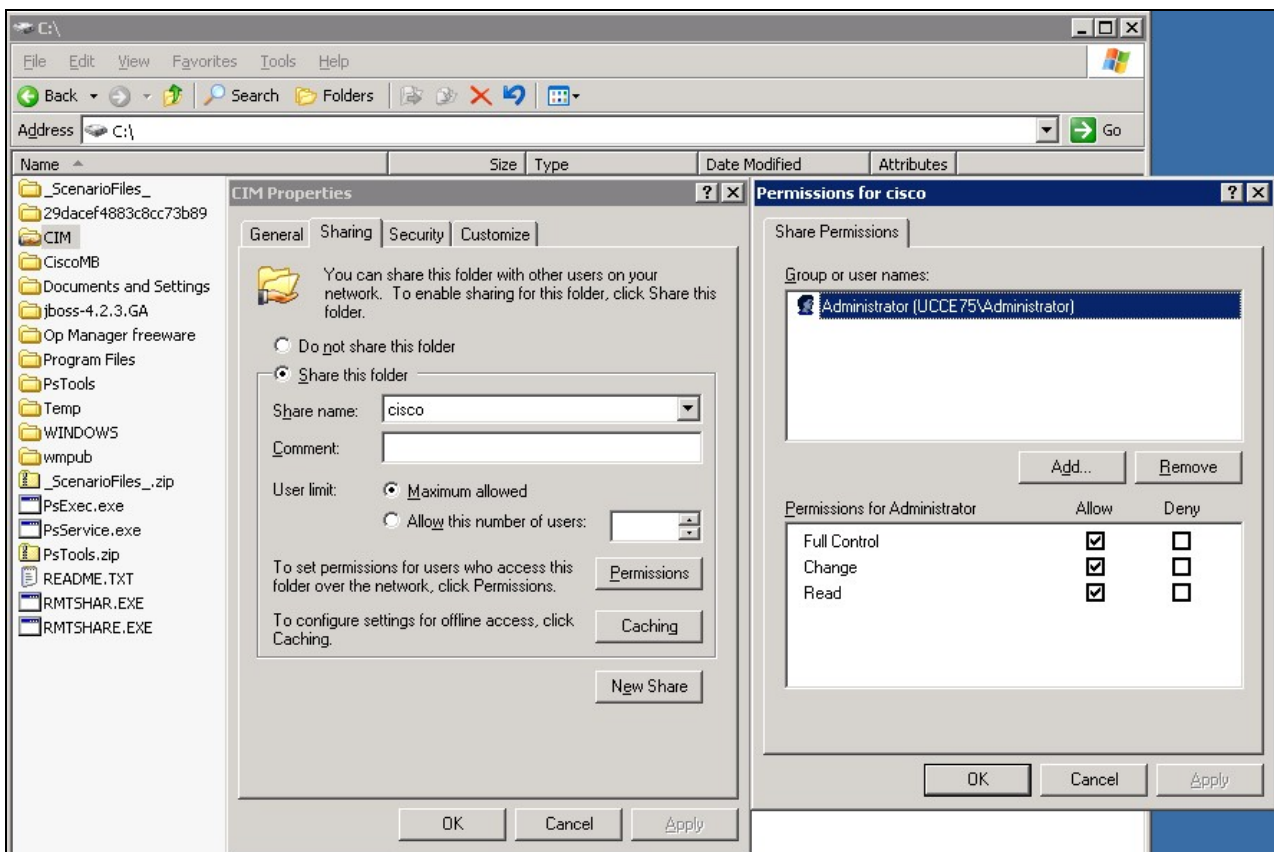 C:\
File Edit View Favorites Tools Help
Back Search Folders
Address C:\ Go
Name Size Type Date Modified Attributes
_ScenarioFiles_
29dacef4883c8cc73b89
CIM
CiscoMB
Documents and Settings
jboss-4.2.3.GA
Op Manager freeware
Program Files
PsTools
Temp
WINDOWS
wmpub
_ScenarioFiles_.zip
PsExec.exe
PsService.exe
PsTools.zip
README.TXT
RMTSHAR.EXE
RMTSHARE.EXE
CIM Properties
General Sharing Security Customize
You can share this folder with other users on your
network. To enable sharing for this folder, click Share this
folder.
Do not share this folder
Share this folder
Share name: cisco
Comment:
User limit: Maximum allowed
Allow this number of users:
To set permissions for users who access this
folder over the network, click Permissions.
Permissions
To configure settings for offline access, click
Caching.
Caching
New Share
OK Cancel Apply
Permissions for cisco
Share Permissions
Group or user names:
Administrator (UCCE75\Administrator)
Add... Remove
Permissions for Administrator Allow Deny
Full Control
Change
Read
OK Cancel Apply